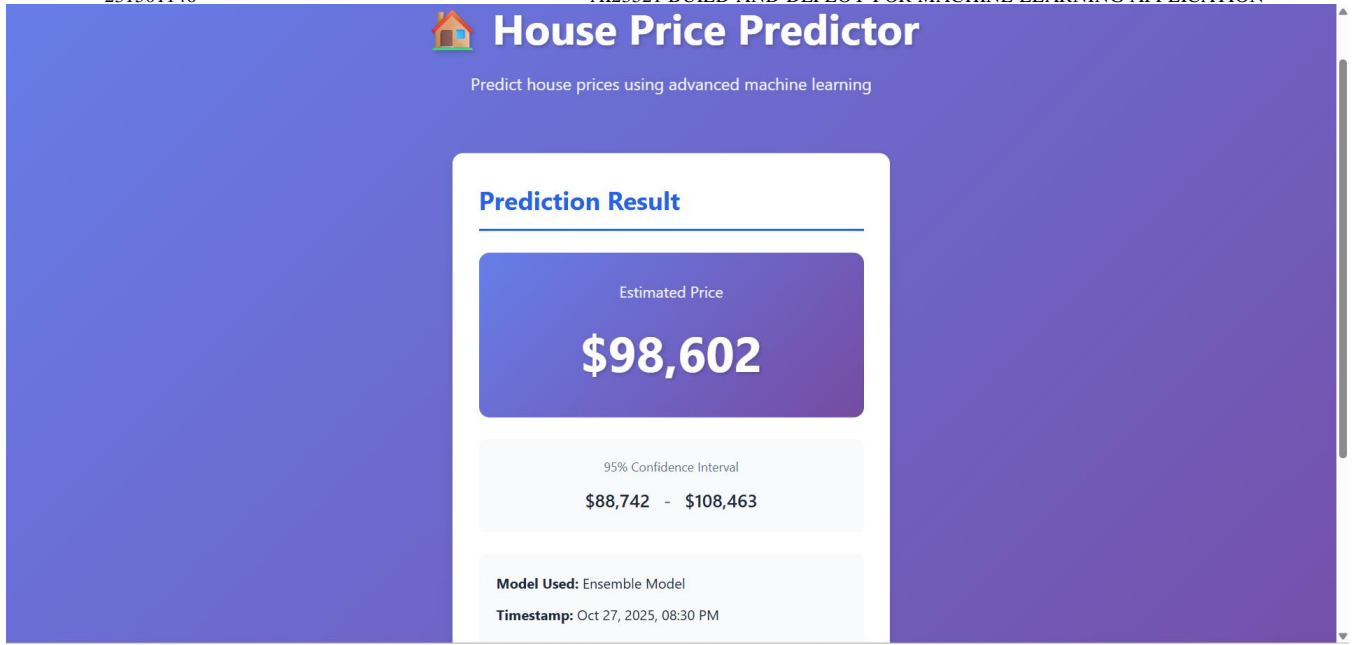 House Price Predictor
Predict house prices using advanced machine learning
Prediction Result
Estimated Price
$98,602
95% Confidence Interval
$88,742 - $108,463
Model Used: Ensemble Model
Timestamp: Oct 27, 2025, 08:30 PM